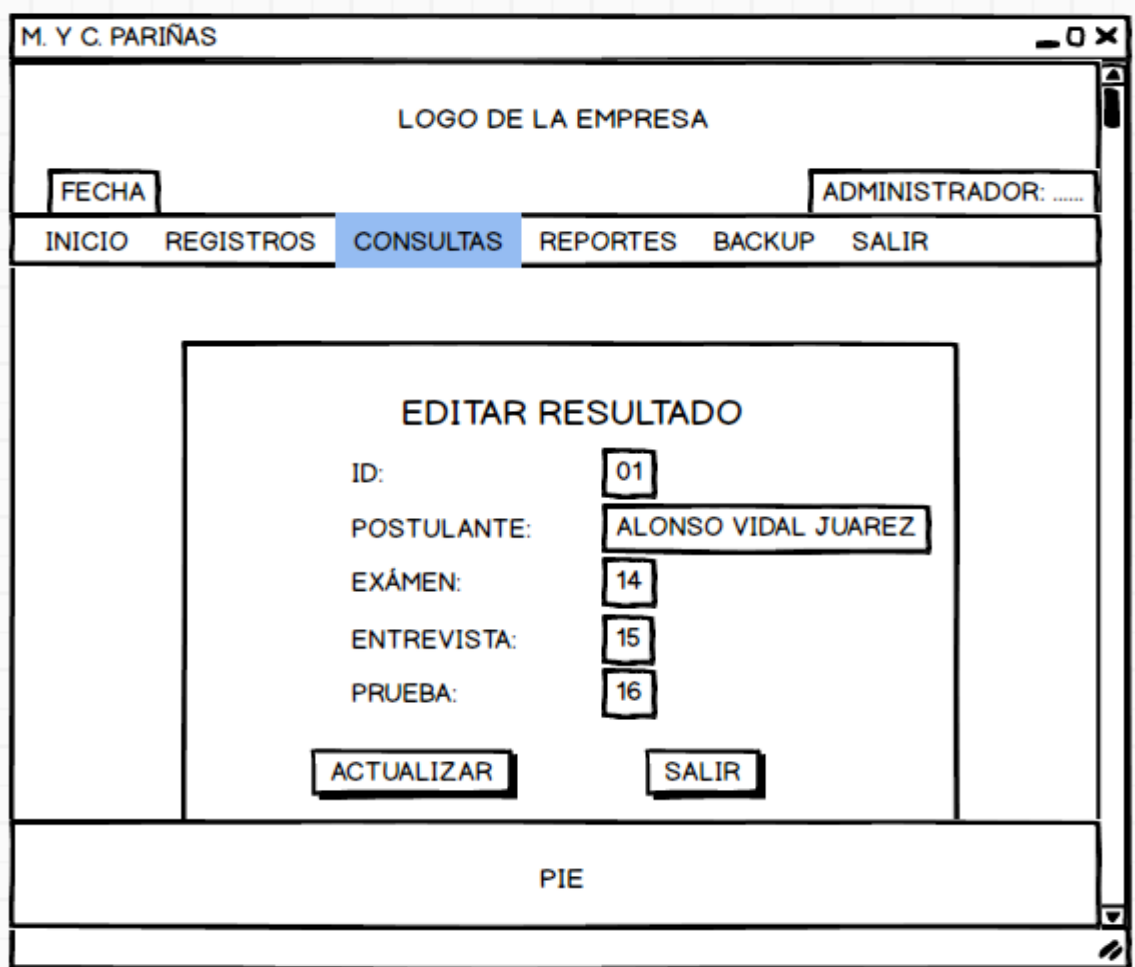 M. Y C. PARIÑAS
LOGO DE LA EMPRESA
FECHA
ADMINISTRADOR: ......
INICIO REGISTROS CONSULTAS REPORTES BACKUP SALIR
EDITAR RESULTADO
ID: 01
POSTULANTE: ALONSO VIDAL JUAREZ
EXÁMEN: 14
ENTREVISTA: 15
PRUEBA: 16
ACTUALIZAR SALIR
PIE